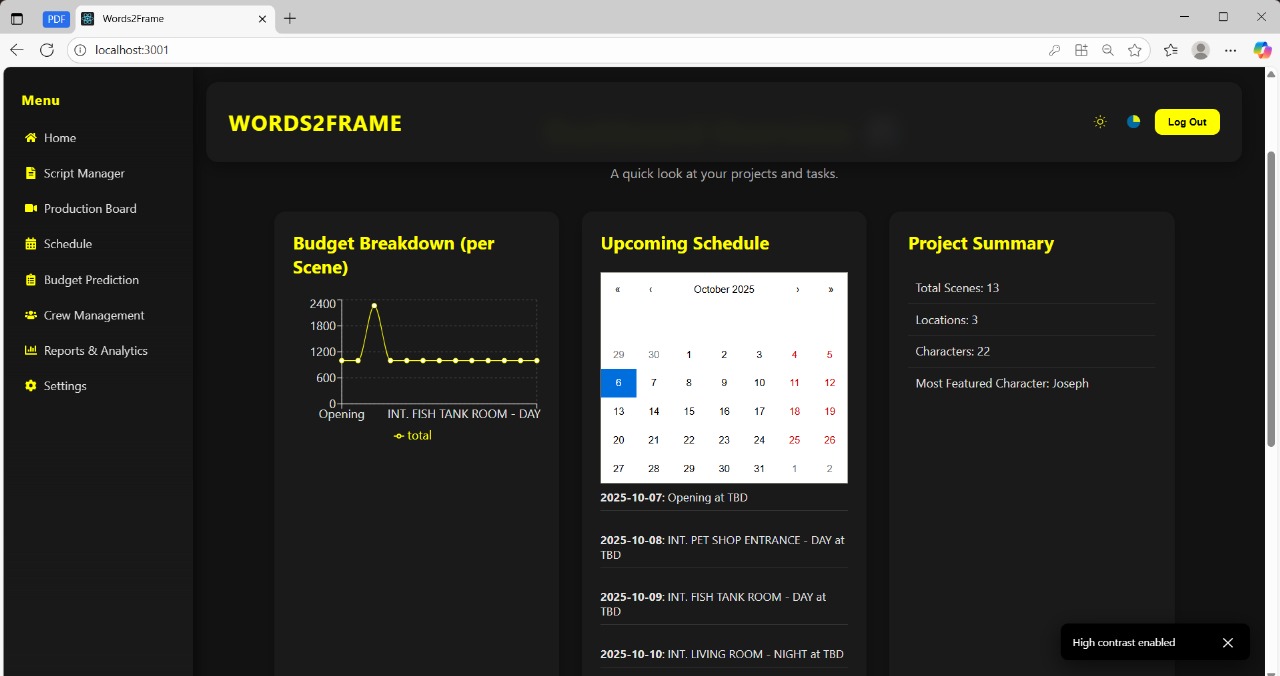 PDF
Words2Frame
localhost:3001
Menu
Home
Script Manager
Production Board
Schedule
Budget Prediction
Crew Management
Reports & Analytics
Settings
WORDS2FRAME
Log Out
A quick look at your projects and tasks.
Budget Breakdown (per
Scene)
2400
1800
1200
600
0
Opening INT. FISH TANK ROOM - DAY
total
Upcoming Schedule
« ‹ October 2025 › »
29 30 1 2 3 4 5
6 7 8 9 10 11 12
13 14 15 16 17 18 19
20 21 22 23 24 25 26
27 28 29 30 31 1 2
2025-10-07: Opening at TBD
2025-10-08: INT. PET SHOP ENTRANCE - DAY at
TBD
2025-10-09: INT. FISH TANK ROOM - DAY at
TBD
2025-10-10: INT. LIVING ROOM - NIGHT at TBD
Project Summary
Total Scenes: 13
Locations: 3
Characters: 22
Most Featured Character: Joseph
High contrast enabled